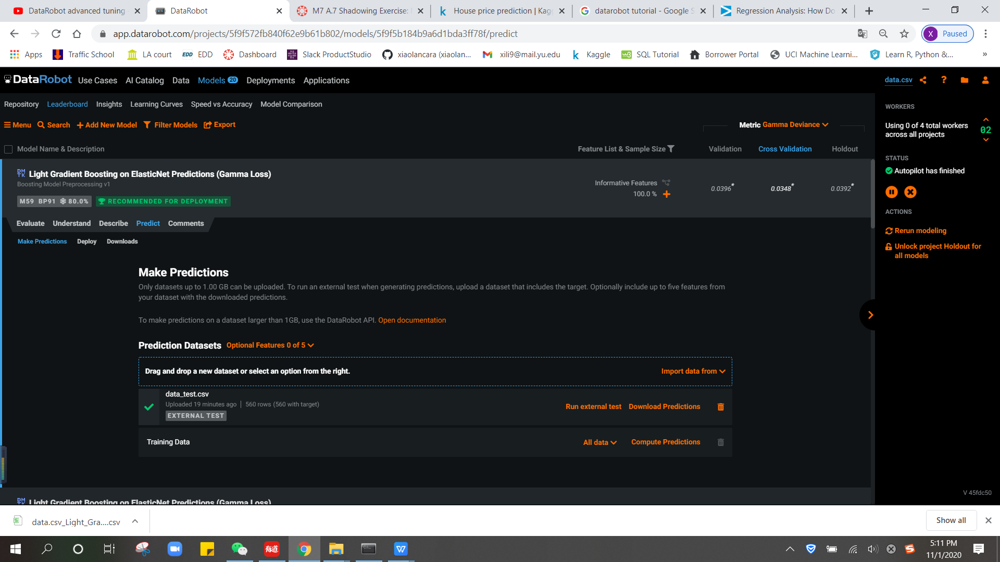 DataRobot advanced tuning
DataRobot
M7 A.7 Shadowing Exercise:
House price prediction | Kag
datarobot tutorial - Google S
Regression Analysis: How Do
app.datarobot.com/projects/5f9f572fb840f62e9b61b802/models/5f9f5b184b9a6d1bda3ff78f/predict
X Paused
Apps
Traffic School
LA court
EDD EDD
Dashboard
Slack ProductStudio
xiaolancara (xiaolan...
xili9@mail.yu.edu
Kaggle
SQL Tutorial
Borrower Portal
UCI Machine Learni...
Learn R, Python &...
»
DataRobot Use Cases AI Catalog Data Models 20 Deployments Applications
data.csv
Repository Leaderboard Insights Learning Curves Speed vs Accuracy Model Comparison
Menu Search Add New Model Filter Models Export
Metric Gamma Deviance
Model Name & Description
Feature List & Sample Size
Validation Cross Validation Holdout
DM
TK
Light Gradient Boosting on ElasticNet Predictions (Gamma Loss)
Boosting Model Preprocessing v1
M59 BP91 80.0% RECOMMENDED FOR DEPLOYMENT
Informative Features
100.0 %
0.0396* 0.0348* 0.0392*
Evaluate Understand Describe Predict Comments
Make Predictions Deploy Downloads
Make Predictions
Only datasets up to 1.00 GB can be uploaded. To run an external test when generating predictions, upload a dataset that includes the target. Optionally include up to five features from
your dataset with the downloaded predictions.
To make predictions on a dataset larger than 1GB, use the DataRobot API. Open documentation
Prediction Datasets Optional Features 0 of 5
Drag and drop a new dataset or select an option from the right.
Import data from
data_test.csv
Uploaded 19 minutes ago | 560 rows (560 with target)
EXTERNAL TEST
Run external test Download Predictions
Training Data
All data Compute Predictions
DM
TK
Light Gradient Boosting on ElasticNet Predictions (Gamma Loss)
WORKERS
Using 0 of 4 total workers
across all projects
02
STATUS
Autopilot has finished
ACTIONS
Rerun modeling
Unlock project Holdout for
all models
V 45fdc50
data.csv_Light_Gra....csv
Show all
有道
5:11 PM
11/1/2020